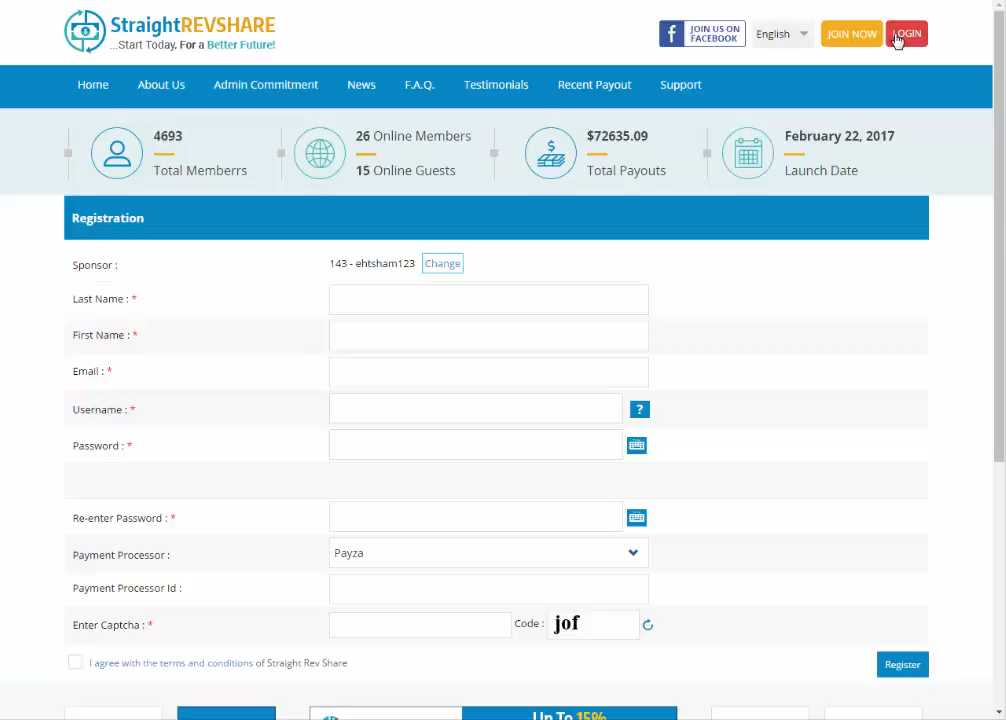 StraightREVSHARE
...Start Today, For a Better Future!
f JOIN US ON FACEBOOK
English
JOIN NOW
LOGIN
Home About Us Admin Commitment News F.A.Q. Testimonials Recent Payout Support
4693
Total Memberrs
26 Online Members
15 Online Guests
$72635.09
Total Payouts
February 22, 2017
Launch Date
Registration
Sponsor : 143 - ehtsham123 Change
Last Name : *
First Name : *
Email : *
Username : * ?
Password : *
Re-enter Password : *
Payment Processor : Payza
Payment Processor Id :
Enter Captcha : * Code : jof
I agree with the terms and conditions of Straight Rev Share Register
Up To 15%